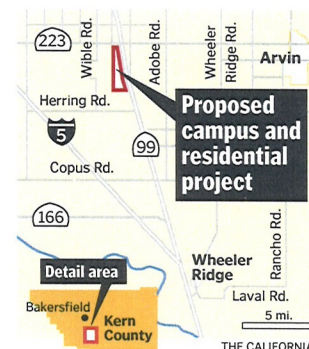 223
Wible Rd.
Adobe Rd.
Wheeler
Ridge Rd.
Arvin
Herring Rd.
Proposed
campus and
residential
project
5
99
Copus Rd.
166
Rancho Rd.
Wheeler
Ridge
Detail area
Laval Rd.
Bakersfield
Kern
County
5 mi.
THE CALIFORNIA